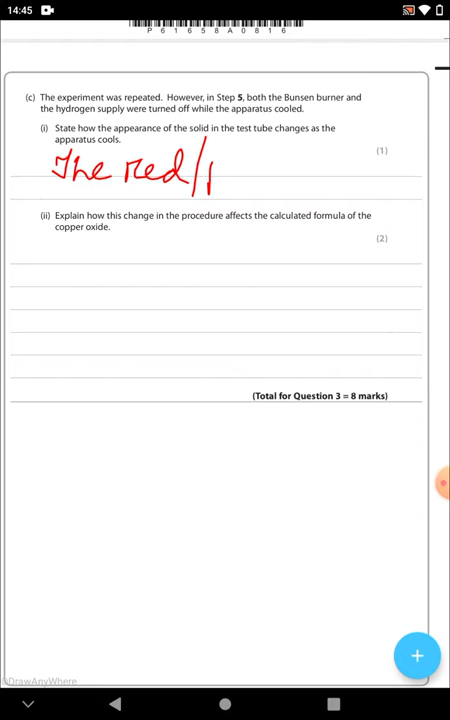 14:45
P 6 1 6 5 8 A 0 8 1 6
(c) The experiment was repeated. However, in Step 5, both the Bunsen burner and
the hydrogen supply were turned off while the apparatus cooled.
(i) State how the appearance of the solid in the test tube changes as the
apparatus cools.
(1)
The red/
(ii) Explain how this change in the procedure affects the calculated formula of the
copper oxide.
(2)
(Total for Question 3 = 8 marks)
+
©DrawAnyWhere